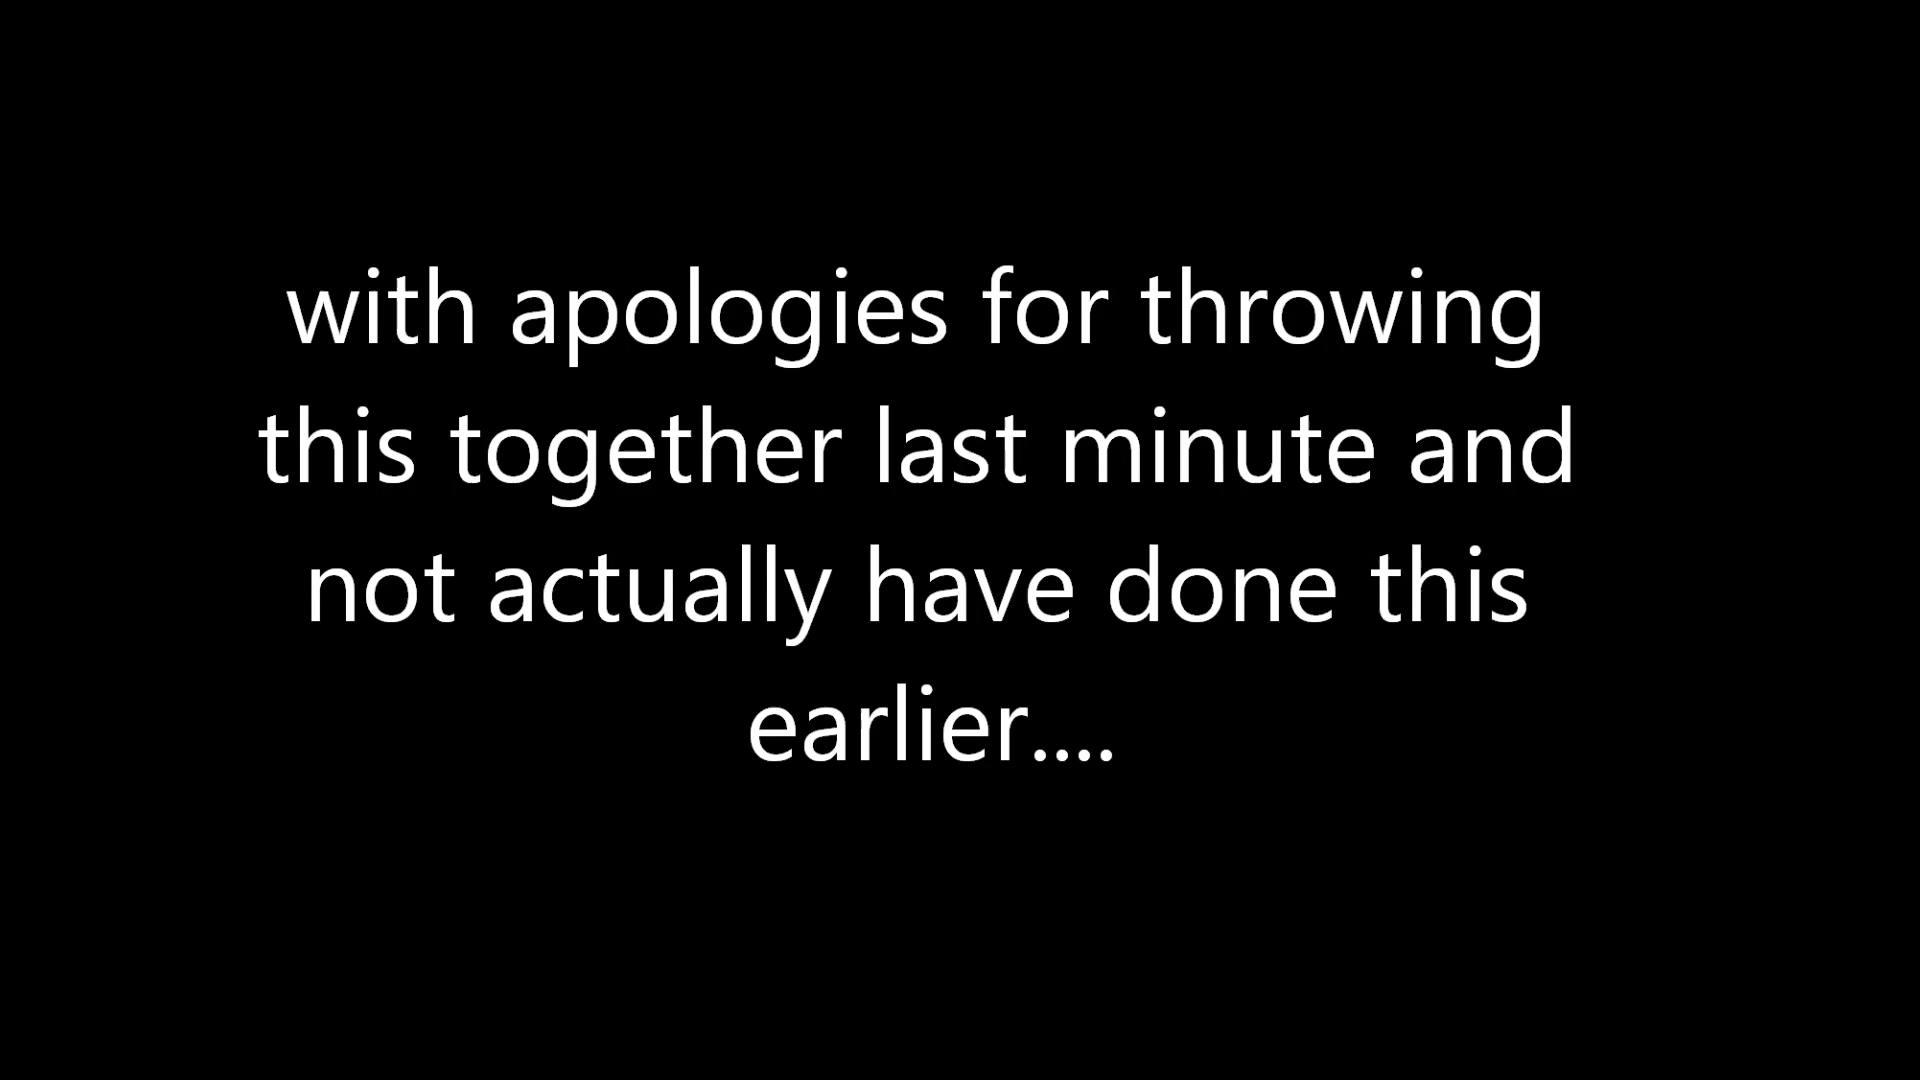 with apologies for throwing
this together last minute and
not actually have done this
earlier....